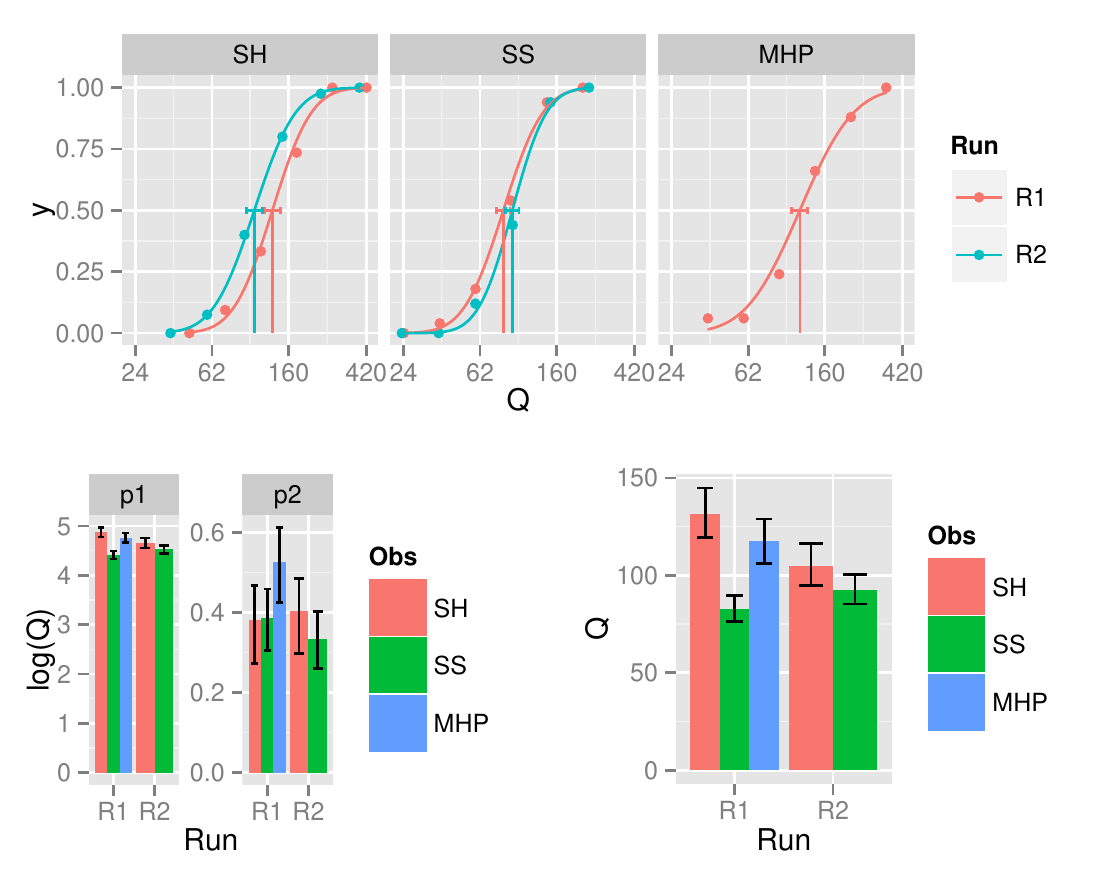 SH SS MHP
1.00
0.75
0.50
0.25
0.00
y
24 62 160 420 24 62 160 420 24 62 160 420
Q
Run
R1
R2
p1 p2
5
4
3
2
1
0
log(Q)
0.6
0.4
0.2
0.0
R1 R2 R1 R2
Run
Obs
SH
SS
MHP
150
100
50
0
Q
R1 R2
Run
Obs
SH
SS
MHP